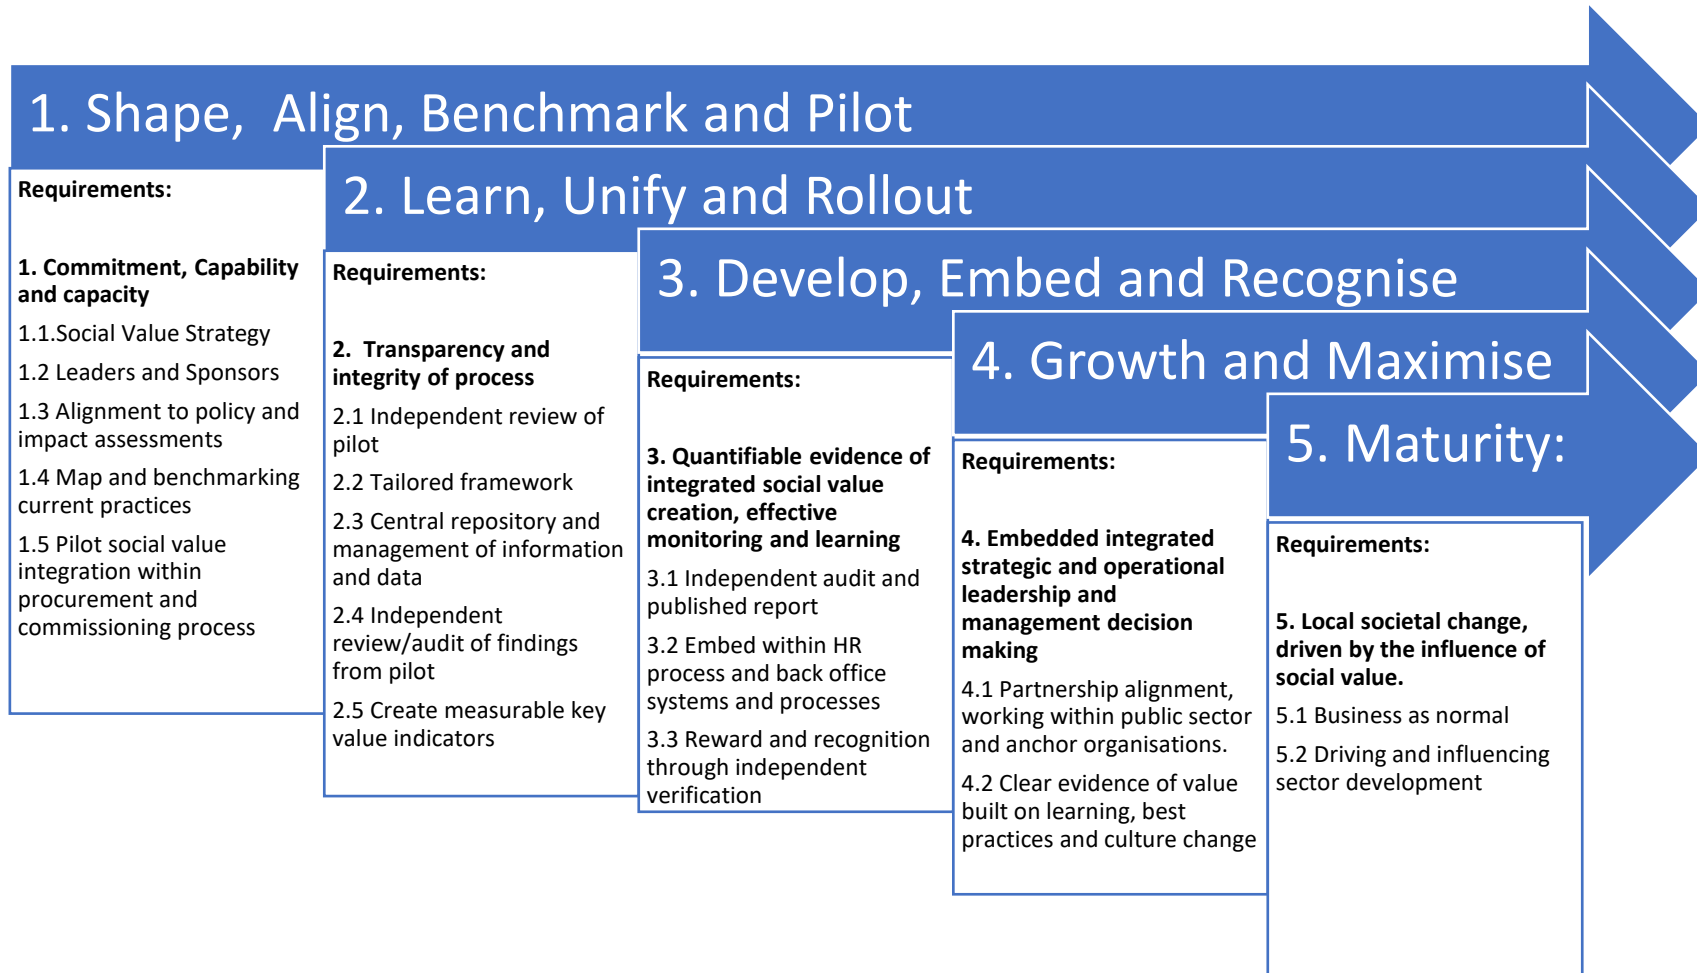 1. Shape,  Align, Benchmark and Pilot
Requirements:
1. Commitment, Capability
and capacity
1.1.Social Value Strategy
1.2 Leaders and Sponsors
1.3 Alignment to policy and
impact assessments
1.4 Map and benchmarking
current practices
1.5 Pilot social value
integration within
procurement and
commissioning process
2. Learn, Unify and Rollout
Requirements:
2.  Transparency and
integrity of process
2.1 Independent review of
pilot
2.2 Tailored framework
2.3 Central repository and
management of information
and data
2.4 Independent
review/audit of findings
from pilot
2.5 Create measurable key
value indicators
3. Develop, Embed and Recognise
Requirements:
3. Quantifiable evidence of
integrated social value
creation, effective
monitoring and learning
3.1 Independent audit and
published report
3.2 Embed within HR
process and back office
systems and processes
3.3 Reward and recognition
through independent
verification
4. Growth and Maximise
Requirements:
4. Embedded integrated
strategic and operational
leadership and
management decision
making
4.1 Partnership alignment,
working within public sector
and anchor organisations.
4.2 Clear evidence of value
built on learning, best
practices and culture change
5. Maturity:
Requirements:
5. Local societal change,
driven by the influence of
social value.
5.1 Business as normal
5.2 Driving and influencing
sector development